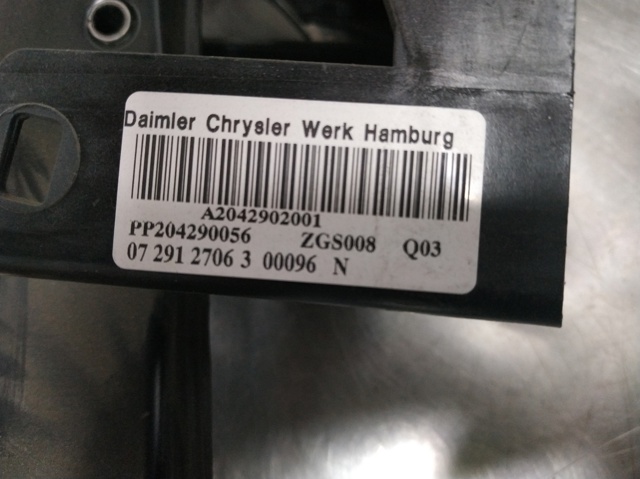 Daimler Chrysler Werk Hamburg
A2042902001
PP204290056 ZGS008 Q03
07 291 2706 3 00096 N